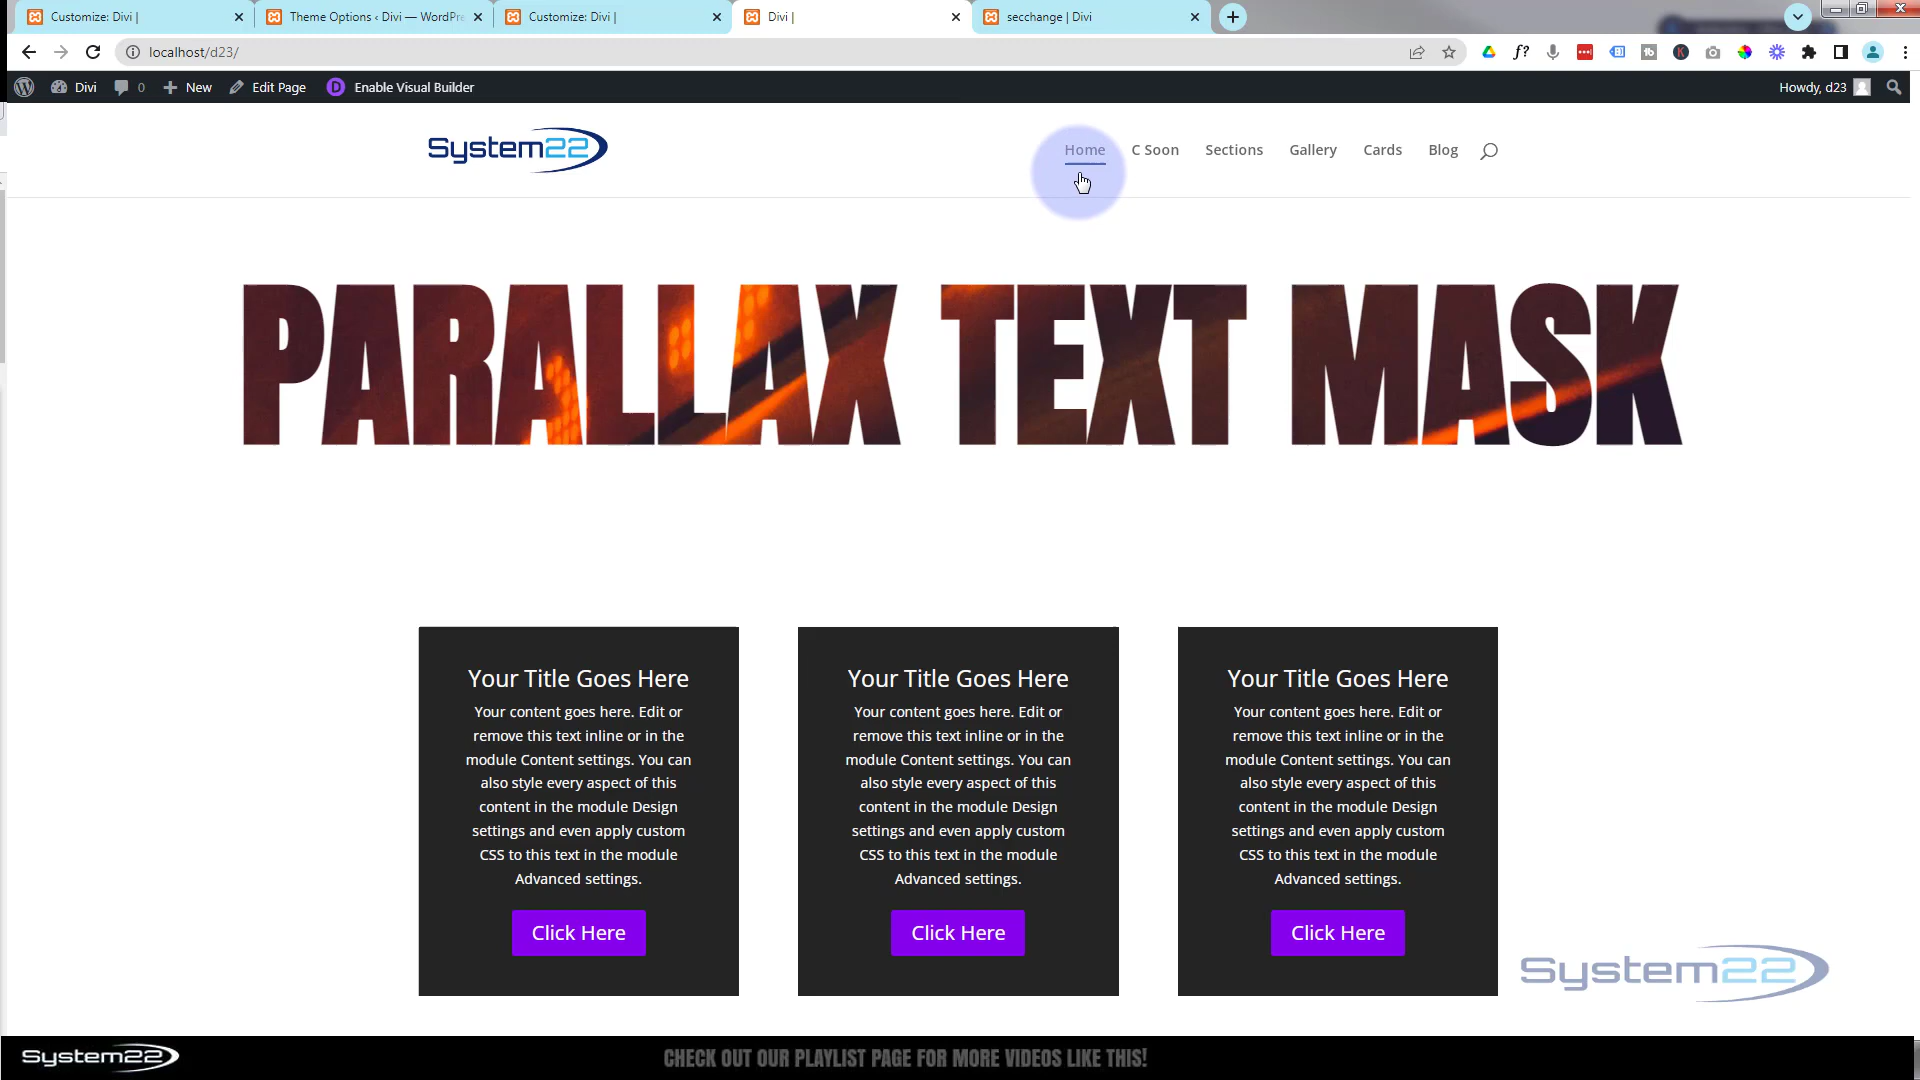 Customize: Divi |
Theme Options ‹ Divi — WordPre
Customize: Divi |
Divi |
secchange | Divi
localhost/d23/
Divi
0
New
Edit Page
Enable Visual Builder
Howdy, d23
System22
Home
C Soon
Sections
Gallery
Cards
Blog
PARALLAX TEXT MASK
Your Title Goes Here
Your content goes here. Edit or
remove this text inline or in the
module Content settings. You can
also style every aspect of this
content in the module Design
settings and even apply custom
CSS to this text in the module
Advanced settings.
Click Here
Your Title Goes Here
Your content goes here. Edit or
remove this text inline or in the
module Content settings. You can
also style every aspect of this
content in the module Design
settings and even apply custom
CSS to this text in the module
Advanced settings.
Click Here
Your Title Goes Here
Your content goes here. Edit or
remove this text inline or in the
module Content settings. You can
also style every aspect of this
content in the module Design
settings and even apply custom
CSS to this text in the module
Advanced settings.
Click Here
System22
System22
CHECK OUT OUR PLAYLIST PAGE FOR MORE VIDEOS LIKE THIS!